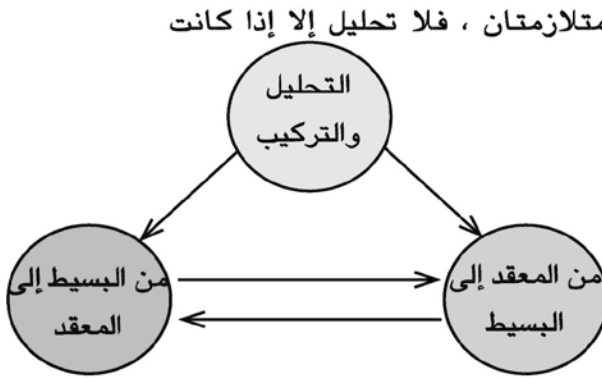 متلازمتان ، فلا تحليل إلا إذا كانت
التحليل
والتركيب
من المعقد إلى
البسيط
من البسيط إلى
المعقد